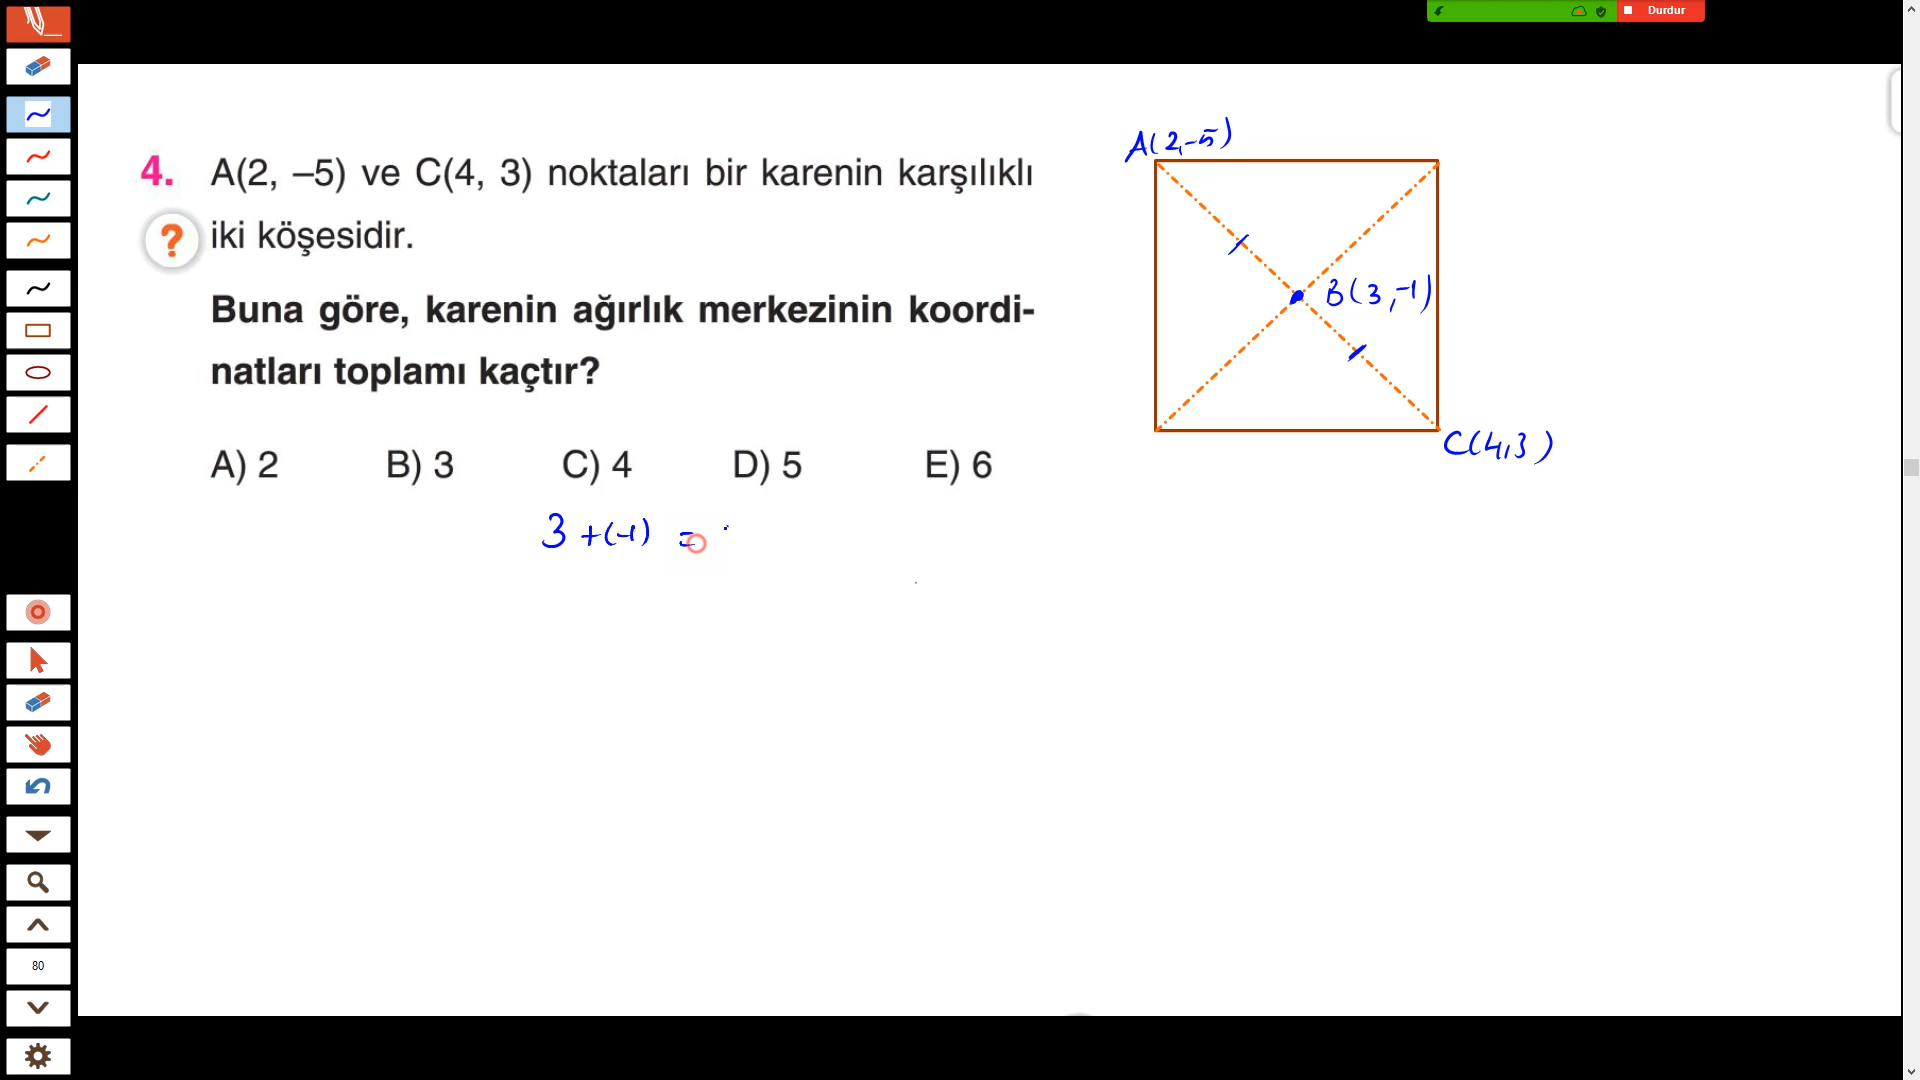 Durdur
4. A(2, –5) ve C(4, 3) noktaları bir karenin karşılıklı
? iki köşesidir.
Buna göre, karenin ağırlık merkezinin koordi-
natları toplamı kaçtır?
A) 2 B) 3 C) 4 D) 5 E) 6
3 + (-1) =
A(2,-5)
B(3,-1)
C(4,3)
80